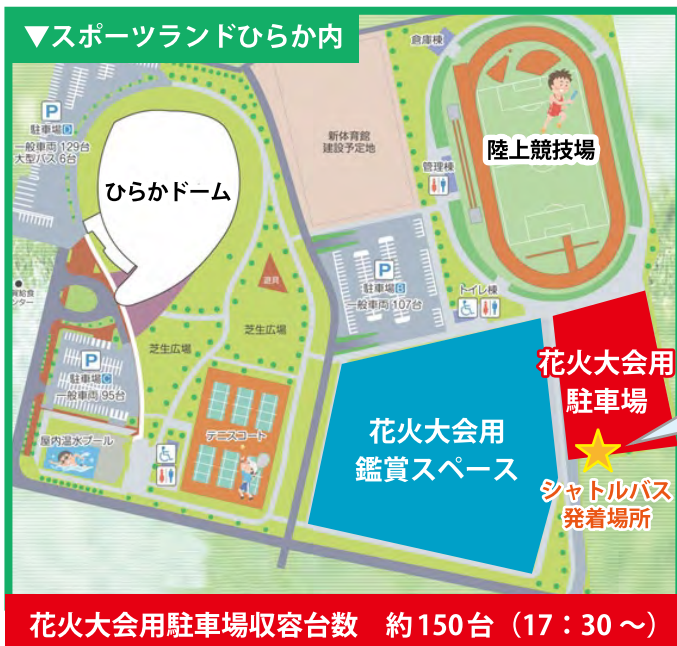 ▼スポーツランドひらか内
倉庫棟
P
駐車場D
一般車両 129台
大型バス 6台
新体育館
建設予定地
陸上競技場
ひらかドーム
管理棟
P
駐車場B
一般車両 107台
トイレ棟
遊具
芝生広場
芝生広場
P
駐車場C
一般車両 95台
花火大会用
駐車場
花火大会用
鑑賞スペース
テニスコート
屋内温水プール
シャトルバス
発着場所
花火大会用駐車場収容台数 約150台（17：30～）